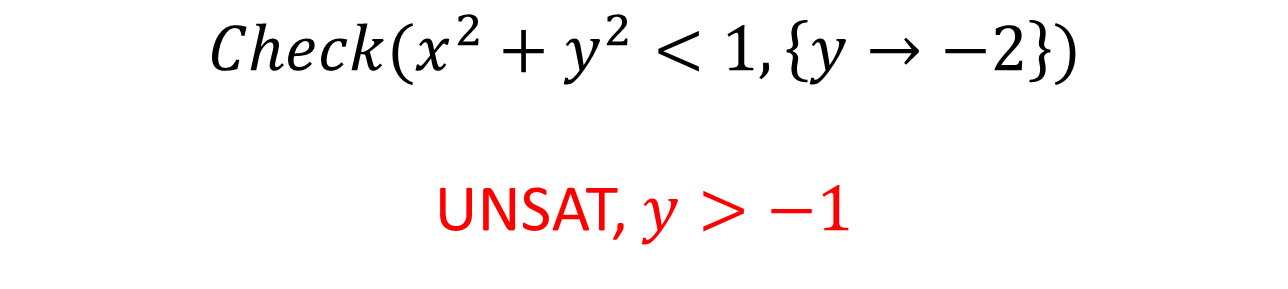 Check(x² + y² < 1, {y → −2})
UNSAT, y > −1